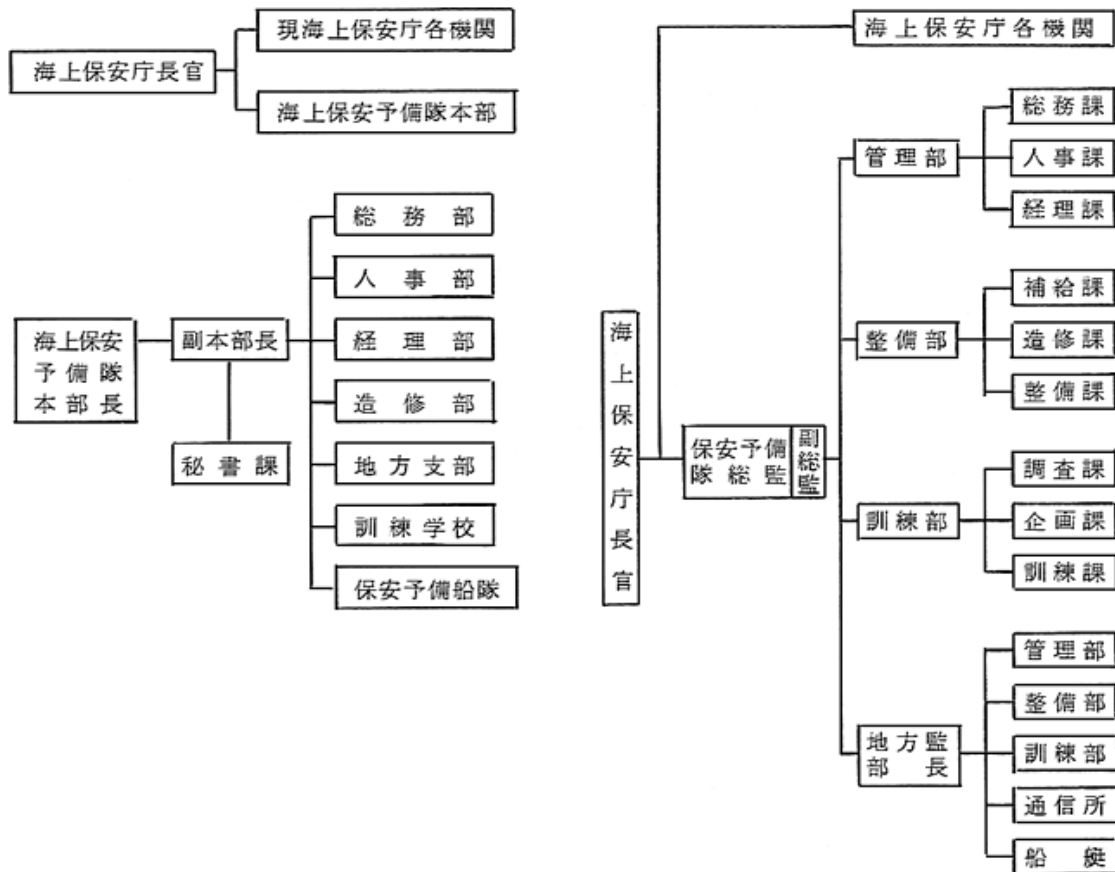 現海上保安庁各機関
海上保安庁長官
海上保安予備隊本部
総務部
人事部
海上保安
予備隊
本部長
副本部長
経理部
造修部
秘書課
地方支部
訓練学校
保安予備船隊
海上保安庁各機関
総務課
管理部
人事課
経理課
補給課
整備部
造修課
整備課
海上保安庁長官
保安予備
隊総監
副総監
調査課
訓練部
企画課
訓練課
管理部
整備部
地方監
部長
訓練部
通信所
船艇